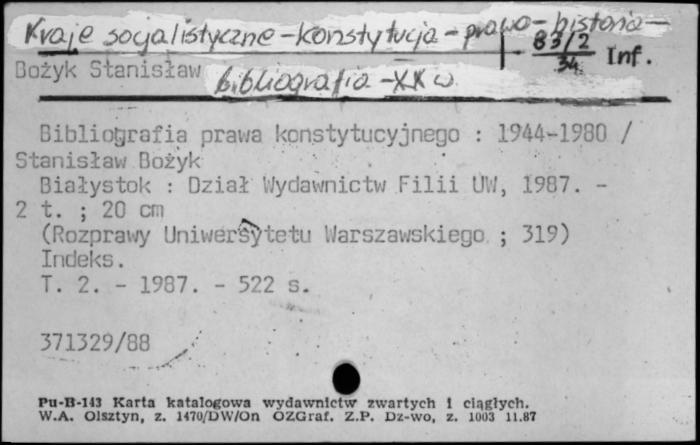 Kraje socjalistyczne – konstytucja – prawo – historia –
bibliografia – XX w
83/2
34 Inf.
Bożyk Stanisław
Bibliografia prawa konstytucyjnego : 1944-1980 /
Stanisław Bożyk
Białystok : Dział Wydawnictw Filii UW, 1987. -
2 t. ; 20 cm
(Rozprawy Uniwersytetu Warszawskiego ; 319)
Indeks.
T. 2. - 1987. - 522 s.
371329/88
Pu-B-143 Karta katalogowa wydawnictw zwartych i ciągłych.
W.A. Olsztyn, z. 1470/DW/On OZGraf. Z.P. Dz-wo, z. 1003 11.87